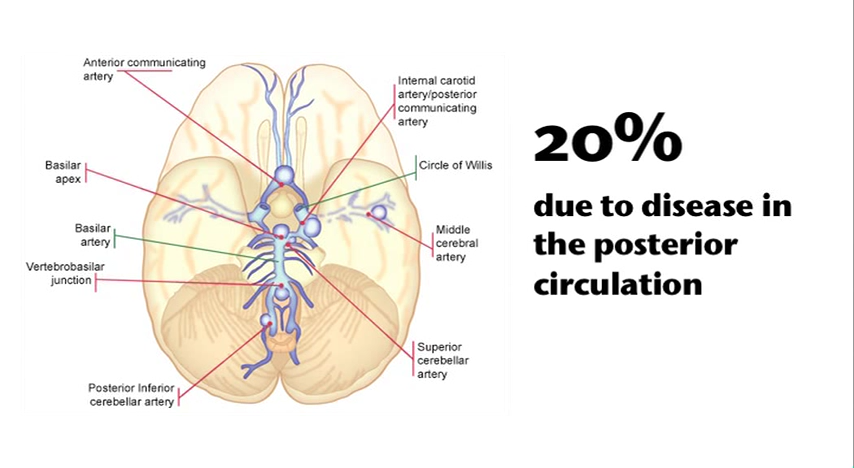 Anterior communicating
artery
Internal carotid
artery/posterior
communicating
artery
Basilar
apex
Circle of Willis
Basilar
artery
Middle
cerebral
artery
Vertebrobasilar
junction
Superior
cerebellar
artery
Posterior Inferior
cerebellar artery
20%
due to disease in
the posterior
circulation